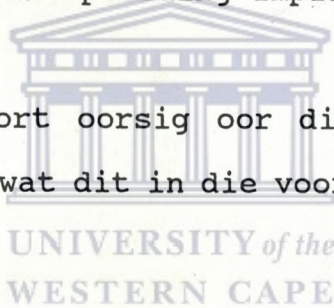 ort oorsig oor di
wat dit in die voor
UNIVERSITY of the
WESTERN CAPE